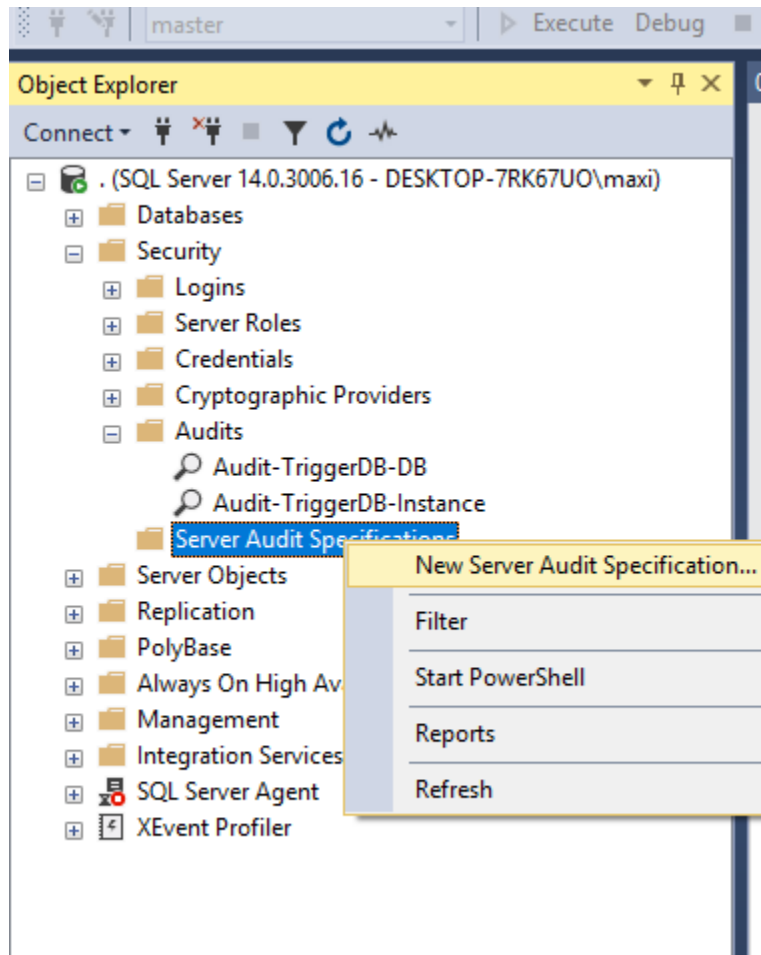 master Execute Debug
Object Explorer
Connect
. (SQL Server 14.0.3006.16 - DESKTOP-7RK67UO\maxi)
Databases
Security
Logins
Server Roles
Credentials
Cryptographic Providers
Audits
Audit-TriggerDB-DB
Audit-TriggerDB-Instance
Server Audit Specifications
New Server Audit Specification...
Server Objects
Filter
Replication
PolyBase
Start PowerShell
Always On High Av
Management
Reports
Integration Services
SQL Server Agent
Refresh
XEvent Profiler